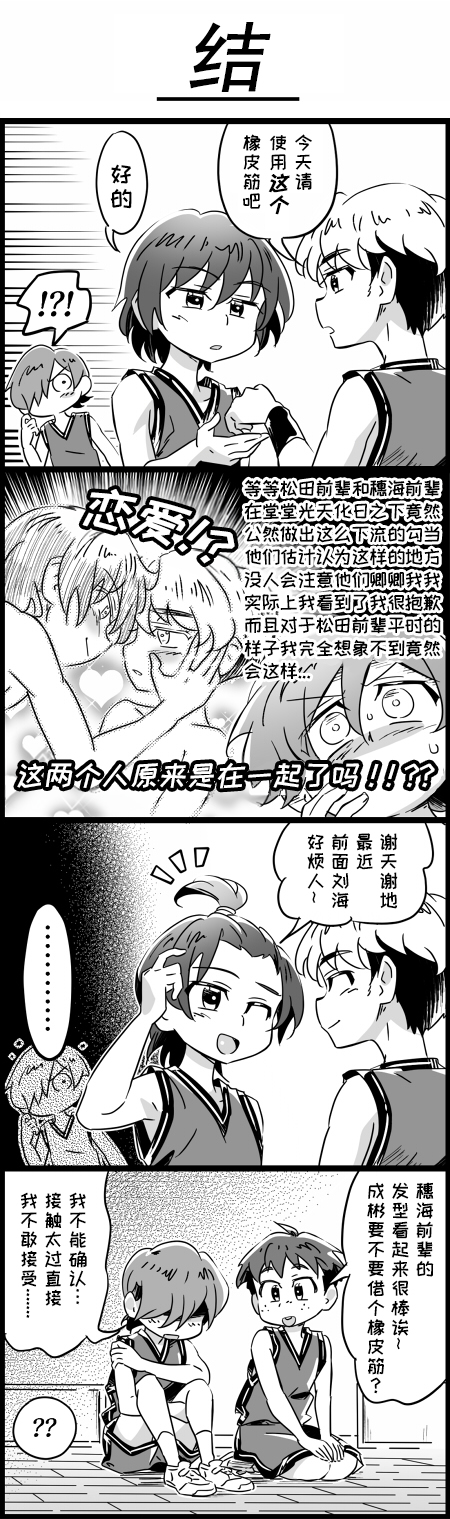 结
今天请
使用这个
橡皮筋吧
好的
!?!
恋爱!?
等等松田前辈和穗海前辈
在堂堂光天化日之下竟然
公然做出这么下流的勾当
他们估计认为这样的地方
没人会注意他们卿卿我我
实际上我看到了我很抱歉
而且对于松田前辈平时的
样子我完全想象不到竟然
会这样…
这两个人原来是在一起了吗!!??
谢天谢地
最近
前面刘海
好烦人~
………
穗海前辈的
发型看起来很棒诶~
成彬要不要借个橡皮筋?
我不能确认…
接触太过直接
我不敢接受……
??